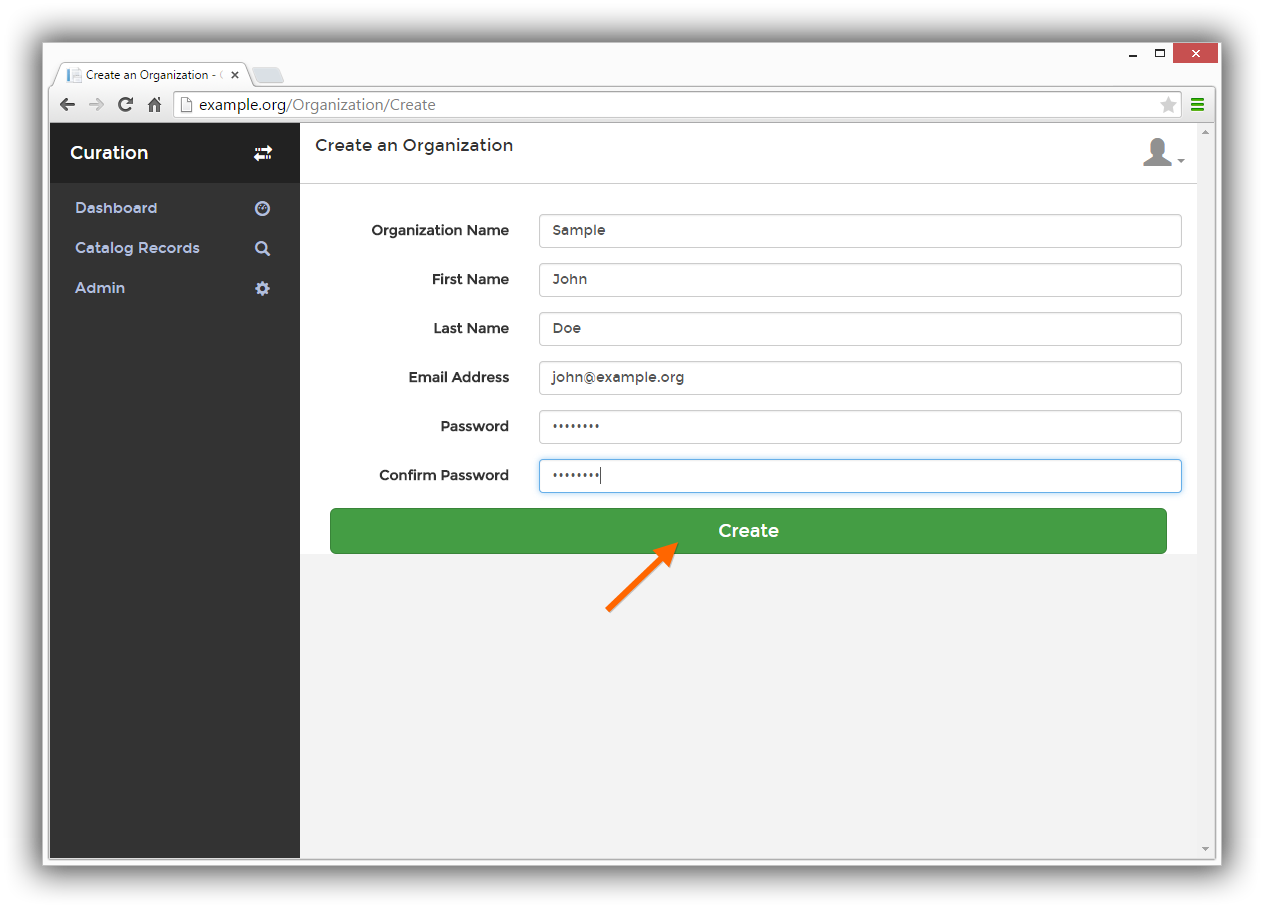 Create an Organization -
example.org/Organization/Create
Curation
Dashboard
Catalog Records
Admin
Create an Organization
Organization Name Sample
First Name John
Last Name Doe
Email Address john@example.org
Password ••••••••
Confirm Password ••••••••
Create